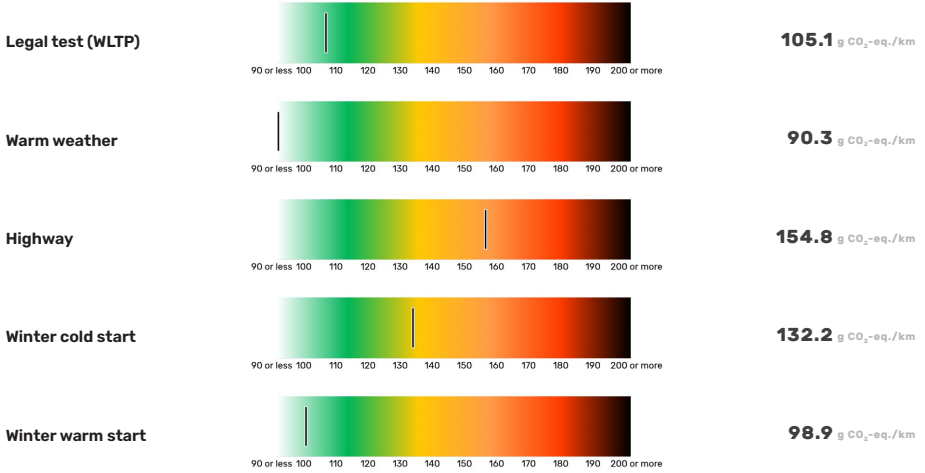 Legal test (WLTP) 105.1 g CO₂-eq./km
90 or less 100 110 120 130 140 150 160 170 180 190 200 or more
Warm weather 90.3 g CO₂-eq./km
90 or less 100 110 120 130 140 150 160 170 180 190 200 or more
Highway 154.8 g CO₂-eq./km
90 or less 100 110 120 130 140 150 160 170 180 190 200 or more
Winter cold start 132.2 g CO₂-eq./km
90 or less 100 110 120 130 140 150 160 170 180 190 200 or more
Winter warm start 98.9 g CO₂-eq./km
90 or less 100 110 120 130 140 150 160 170 180 190 200 or more